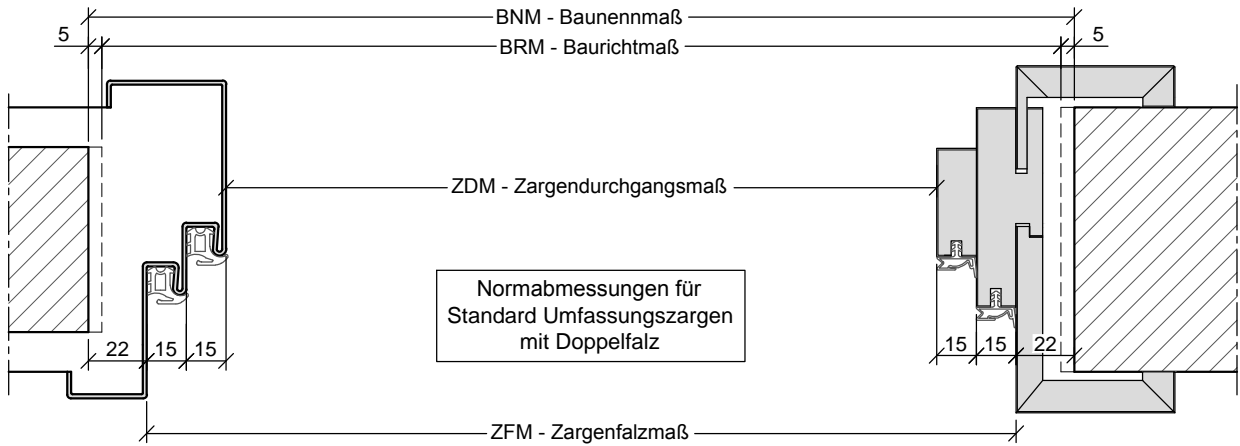 BNM - Baunennmaß
5
BRM - Baurichtmaß
5
ZDM - Zargendurchgangsmaß
Normabmessungen für
Standard Umfassungszargen
mit Doppelfalz
22 15 15
15 15 22
ZFM - Zargenfalzmaß